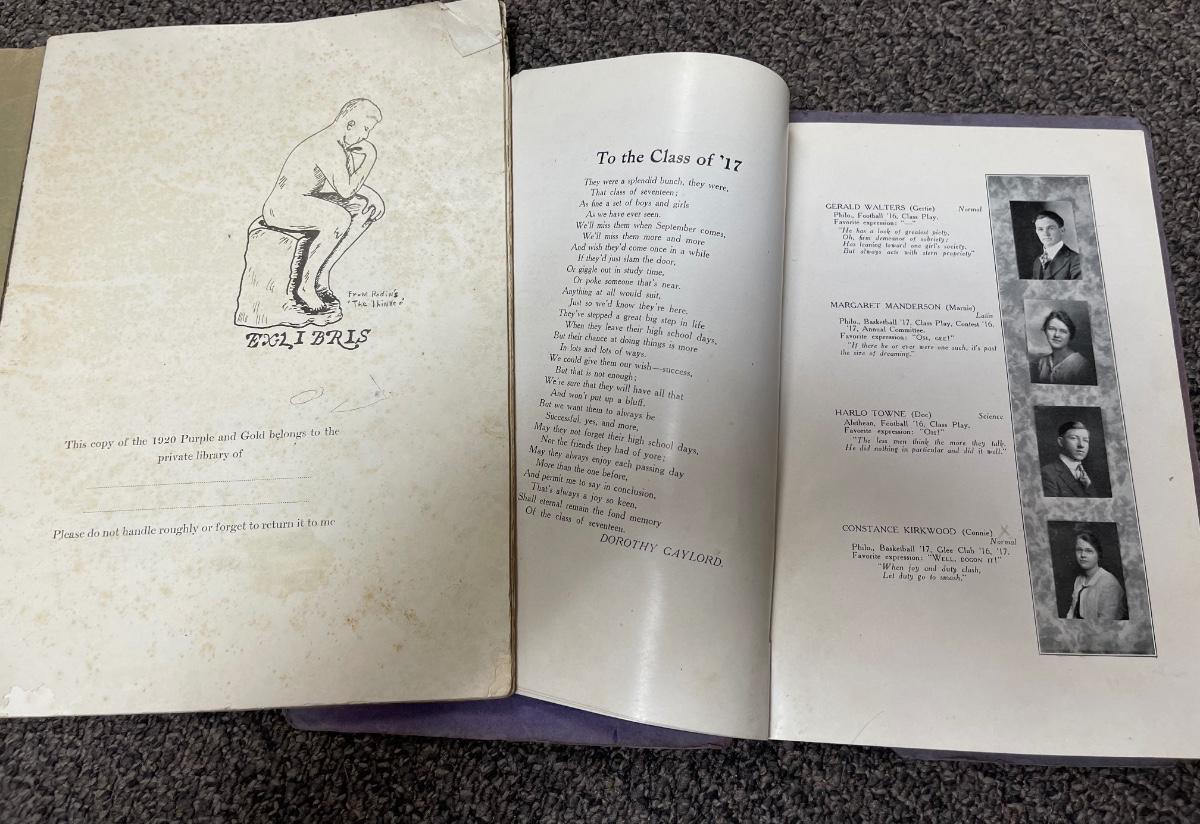 From Rodin's
"The Thinker"
EX LIBRIS
This copy of the 1920 Purple and Gold belongs to the
private library of
Please do not handle roughly or forget to return it to me
To the Class of '17
They were a splendid bunch, they were,
That class of seventeen;
As fine a set of boys and girls
As we have ever seen.
We'll miss them when September comes,
We'll miss them more and more
And wish they'd come once in a while
If they'd just slam the door,
Or giggle out in study time,
Or poke someone that's near.
Anything at all would suit,
Just so we'd know they're here.
They've stepped a great big step in life
When they leave their high school days,
But their chance at doing things is more
In lots and lots of ways.
We could give them our wish—success,
But that is not enough;
We're sure that they will have all that
And won't put up a bluff.
But we want them to always be
Successful, yes, and more,
May they not forget their high school days,
Nor the friends they had of yore;
May they always enjoy each passing day
More than the one before,
And permit me to say in conclusion,
That's always a joy so keen,
Shall eternal remain the fond memory
Of the class of seventeen.
DOROTHY GAYLORD.
GERALD WALTERS (Gertie) Normal
Philo., Football '16, Class Play.
Favorite expression: "—"
"He has a look of greatest piety,
Oh, firm demeanor of sobriety;
Has leaning toward one girl's society,
But always acts with stern propriety"
MARGARET MANDERSON (Marnie)
Latin
Philo., Basketball '17, Class Play, Contest '16,
'17, Annual Committee.
Favorite expression: "OSH, GEE!"
"If there be or ever were one such, it's past
the size of dreaming."
HARLO TOWNE (Doc) Science
Alethean, Football '16, Class Play.
Favorite expression: "OSH!"
"The less men think the more they talk.
He did nothing in particular and did it well."
CONSTANCE KIRKWOOD (Connie)
Normal
Philo., Basketball '17, Glee Club '16, '17.
Favorite expression: "WELL, DOGON IT!"
"When joy and duty clash,
Let duty go to smash."